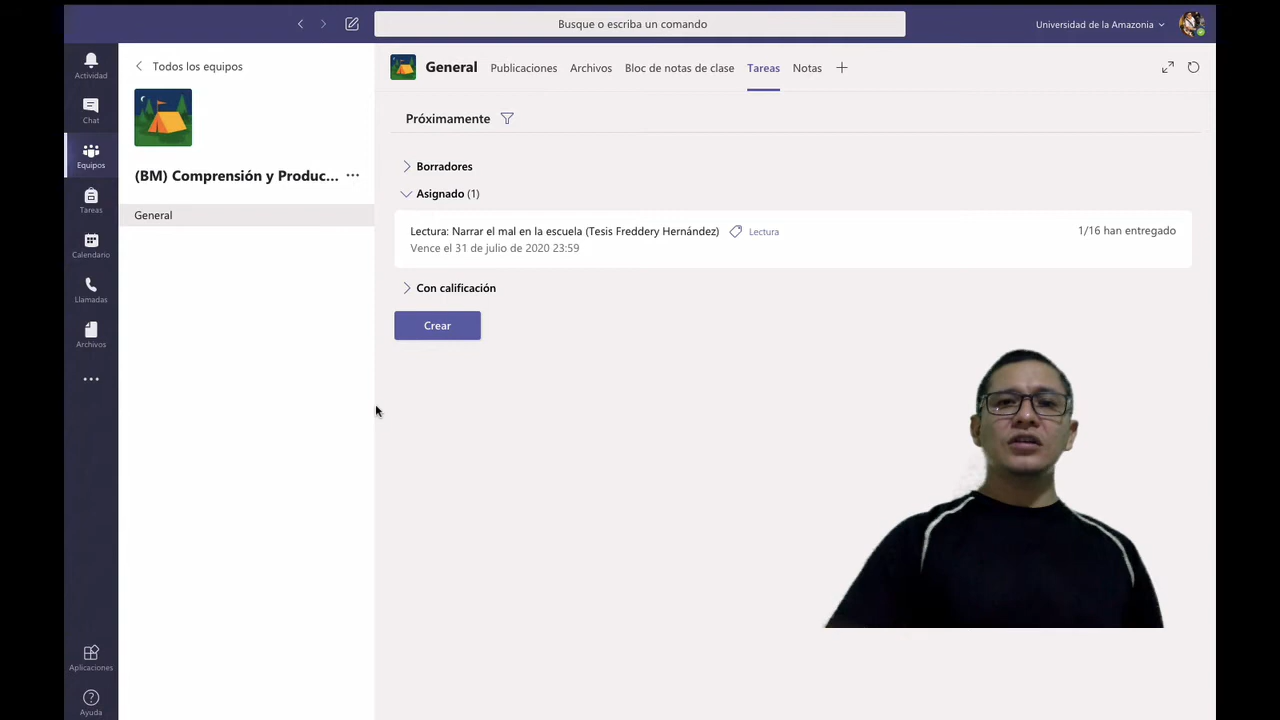 Busque o escriba un comando
Universidad de la Amazonia
Actividad
Chat
Equipos
Tareas
Calendario
Llamadas
Archivos
Aplicaciones
Ayuda
Todos los equipos
(BM) Comprensión y Produc...
General
General
Publicaciones
Archivos
Bloc de notas de clase
Tareas
Notas
Próximamente
Borradores
Asignado (1)
Lectura: Narrar el mal en la escuela (Tesis Freddery Hernández) Lectura
1/16 han entregado
Vence el 31 de julio de 2020 23:59
Con calificación
Crear